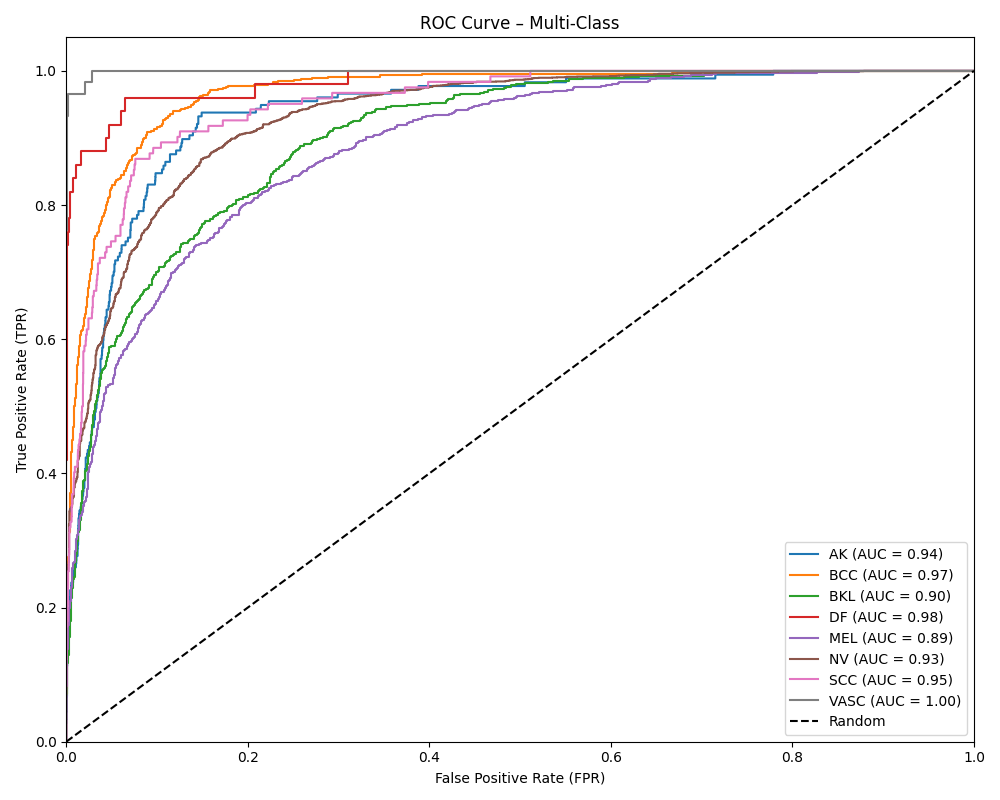 ROC Curve – Multi-Class
True Positive Rate (TPR)
1.0
0.8
0.6
0.4
0.2
0.0
0.0 0.2 0.4 0.6 0.8 1.0
False Positive Rate (FPR)
AK (AUC = 0.94)
BCC (AUC = 0.97)
BKL (AUC = 0.90)
DF (AUC = 0.98)
MEL (AUC = 0.89)
NV (AUC = 0.93)
SCC (AUC = 0.95)
VASC (AUC = 1.00)
Random